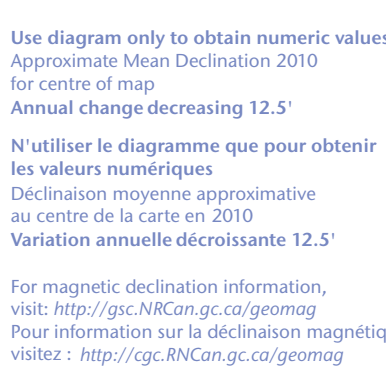 Use diagram only to obtain numeric values
Approximate Mean Declination 2010
for centre of map
Annual change decreasing 12.5'
N'utiliser le diagramme que pour obtenir
les valeurs numériques
Déclinaison moyenne approximative
au centre de la carte en 2010
Variation annuelle décroissante 12.5'
For magnetic declination information,
visit: http://gsc.NRCan.gc.ca/geomag
Pour information sur la déclinaison magnétiq
visitez : http://cgc.RNCan.gc.ca/geomag